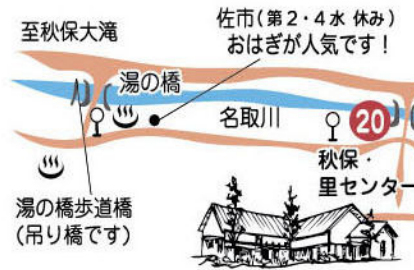 至秋保大滝
佐市(第2・4水 休み)
おはぎが人気です！
湯の橋
名取川
20
秋保・
里センター
湯の橋歩道橋
(吊り橋です)